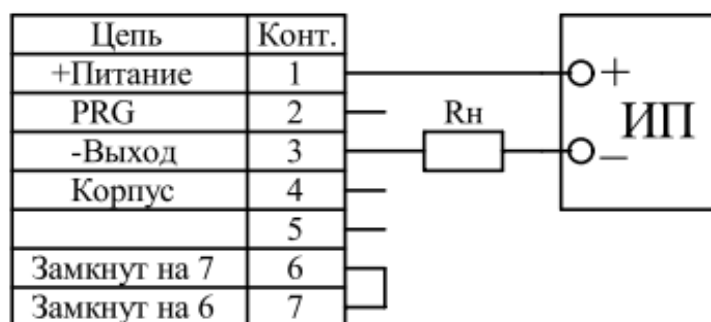 Цепь Конт.
+Питание 1
PRG 2
-Выход 3
Корпус 4
5
Замкнут на 7 6
Замкнут на 6 7
Rн
+
ИП
–